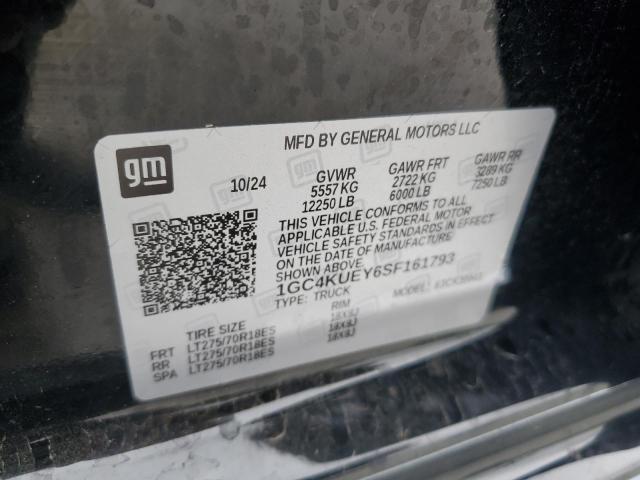 MFD BY GENERAL MOTORS LLC
gm
10/24
GVWR GAWR FRT GAWR RR
5557 KG 2722 KG 3289 KG
12250 LB 6000 LB 7250 LB
THIS VEHICLE CONFORMS TO ALL
APPLICABLE U.S. FEDERAL MOTOR
VEHICLE SAFETY STANDARDS IN EFFECT
ON THE DATE OF MANUFACTURE
SHOWN ABOVE.
1GC4KUEY6SF161793
TYPE: TRUCK MODEL:
TIRE SIZE RIM
FRT LT275/70R18ES 18X8J
RR LT275/70R18ES 18X8J
SPA LT275/70R18ES 18X8J